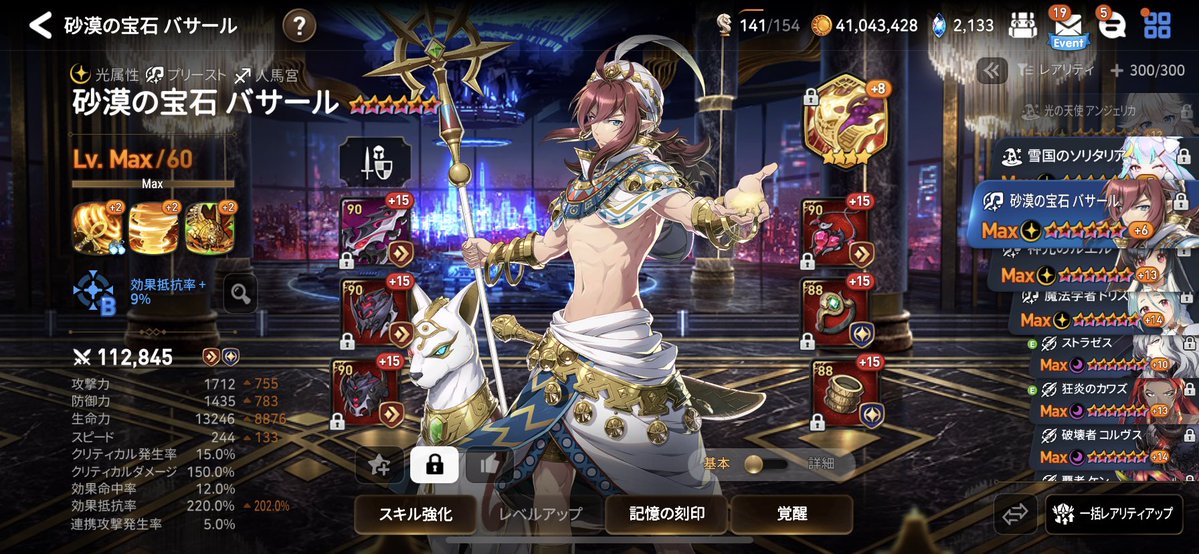 砂漠の宝石 バサール
?
141/154
41,043,428
2,133
19
Event
5
光属性 プリースト 人馬宮
砂漠の宝石 バサール
Lv. Max/60
Max
+2
+2
+2
B
効果抵抗率 +
9%
112,845
攻撃力 1712 755
防御力 1435 783
生命力 13246 8876
スピード 244 133
クリティカル発生率 15.0%
クリティカルダメージ 150.0%
効果命中率 12.0%
効果抵抗率 220.0% 202.0%
連携攻撃発生率 5.0%
90 +15
90 +15
90 +15
+8
90 +15
90 +15
88 +15
基本
詳細
スキル強化
レベルアップ
記憶の刻印
覚醒
レアリティ
300/300
光の天使 アンジェリカ
雪国のソリタリア
砂漠の宝石 バサール
Max +6
Max +13
魔法学者ドリス
Max +14
E ストラゼス
Max +10
E 狂炎のカワズ
Max +13
破壊者 コルヴス
Max +14
覇者 ケン
一括レアリティアップ